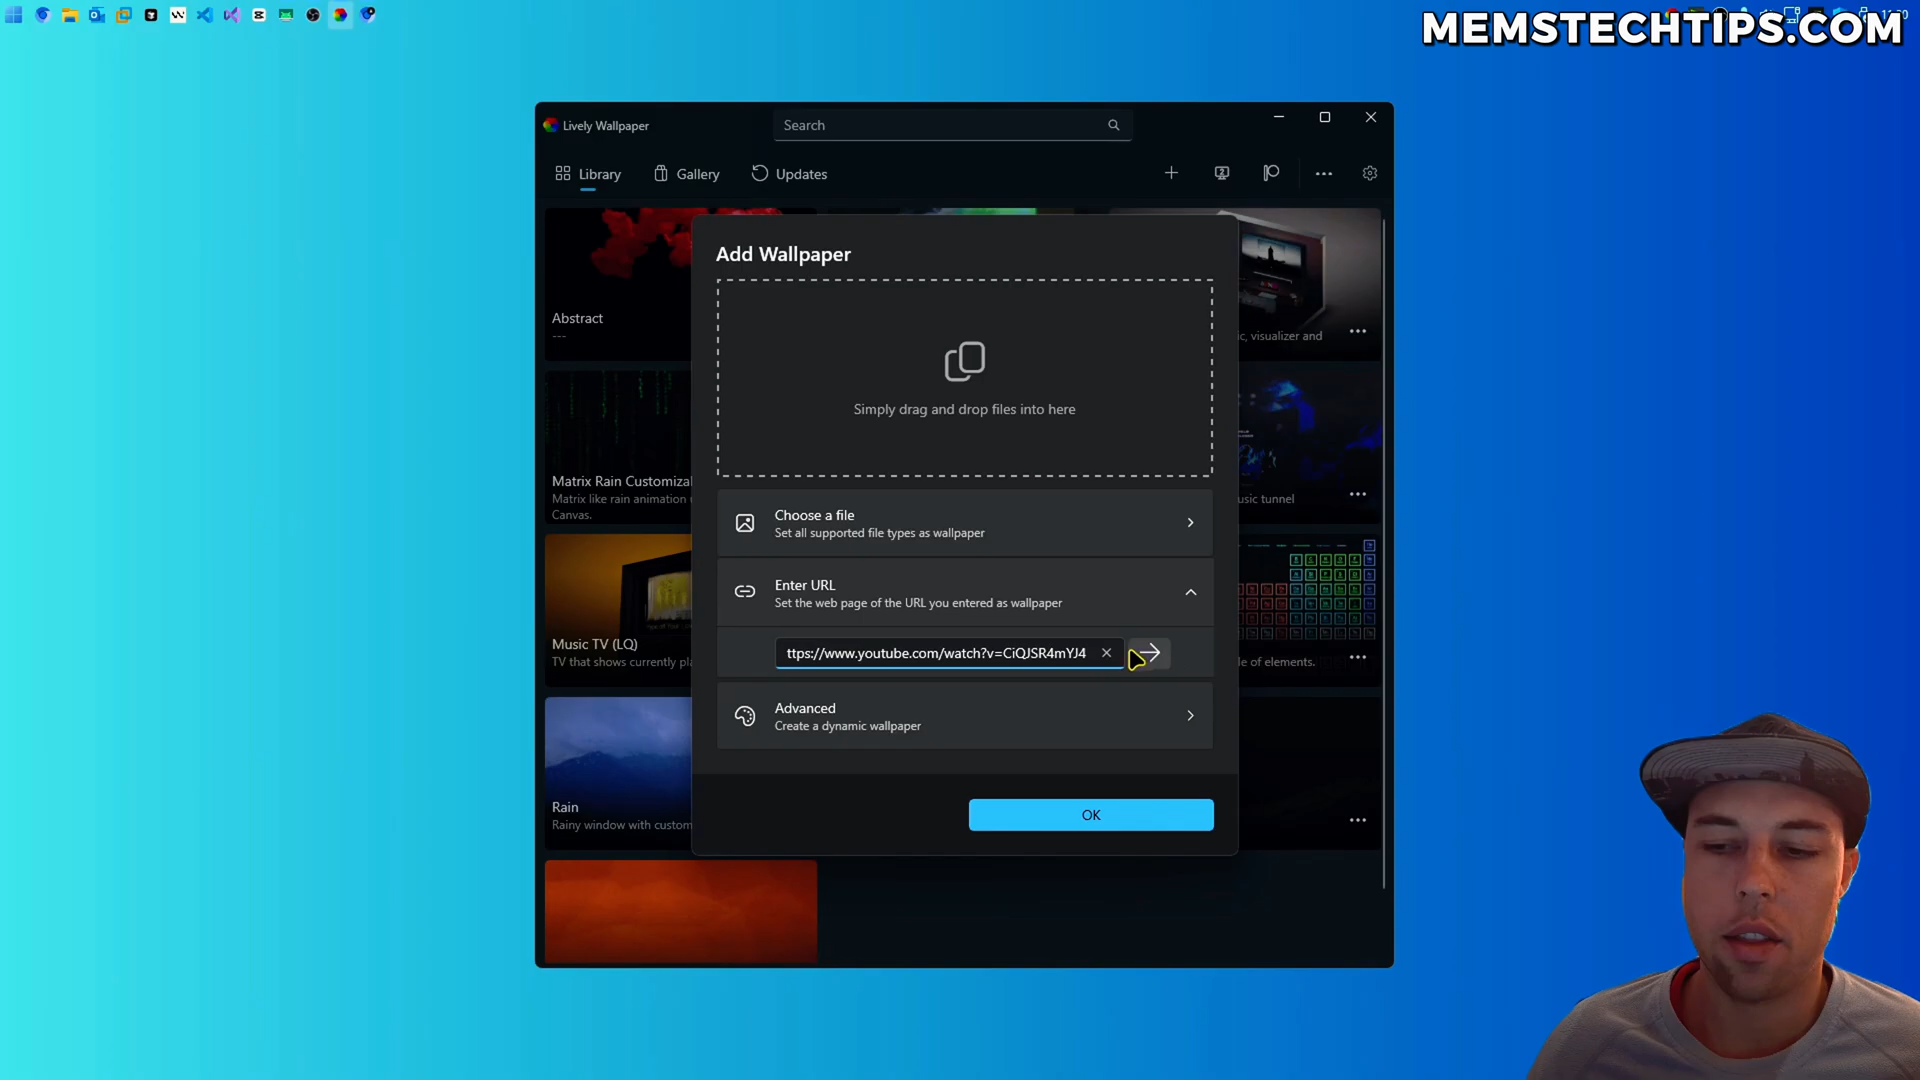 MEMSTECHTIPS.COM
Lively Wallpaper
Search
Library
Gallery
Updates
Add Wallpaper
Simply drag and drop files into here
Abstract
---
ic, visualizer and
Matrix Rain Customiza
Matrix like rain animation
Canvas.
usic tunnel
Choose a file
Set all supported file types as wallpaper
Enter URL
Set the web page of the URL you entered as wallpaper
ttps://www.youtube.com/watch?v=CiQJSR4mYJ4
Music TV (LQ)
TV that shows currently pla
le of elements.
Advanced
Create a dynamic wallpaper
Rain
Rainy window with custom
OK